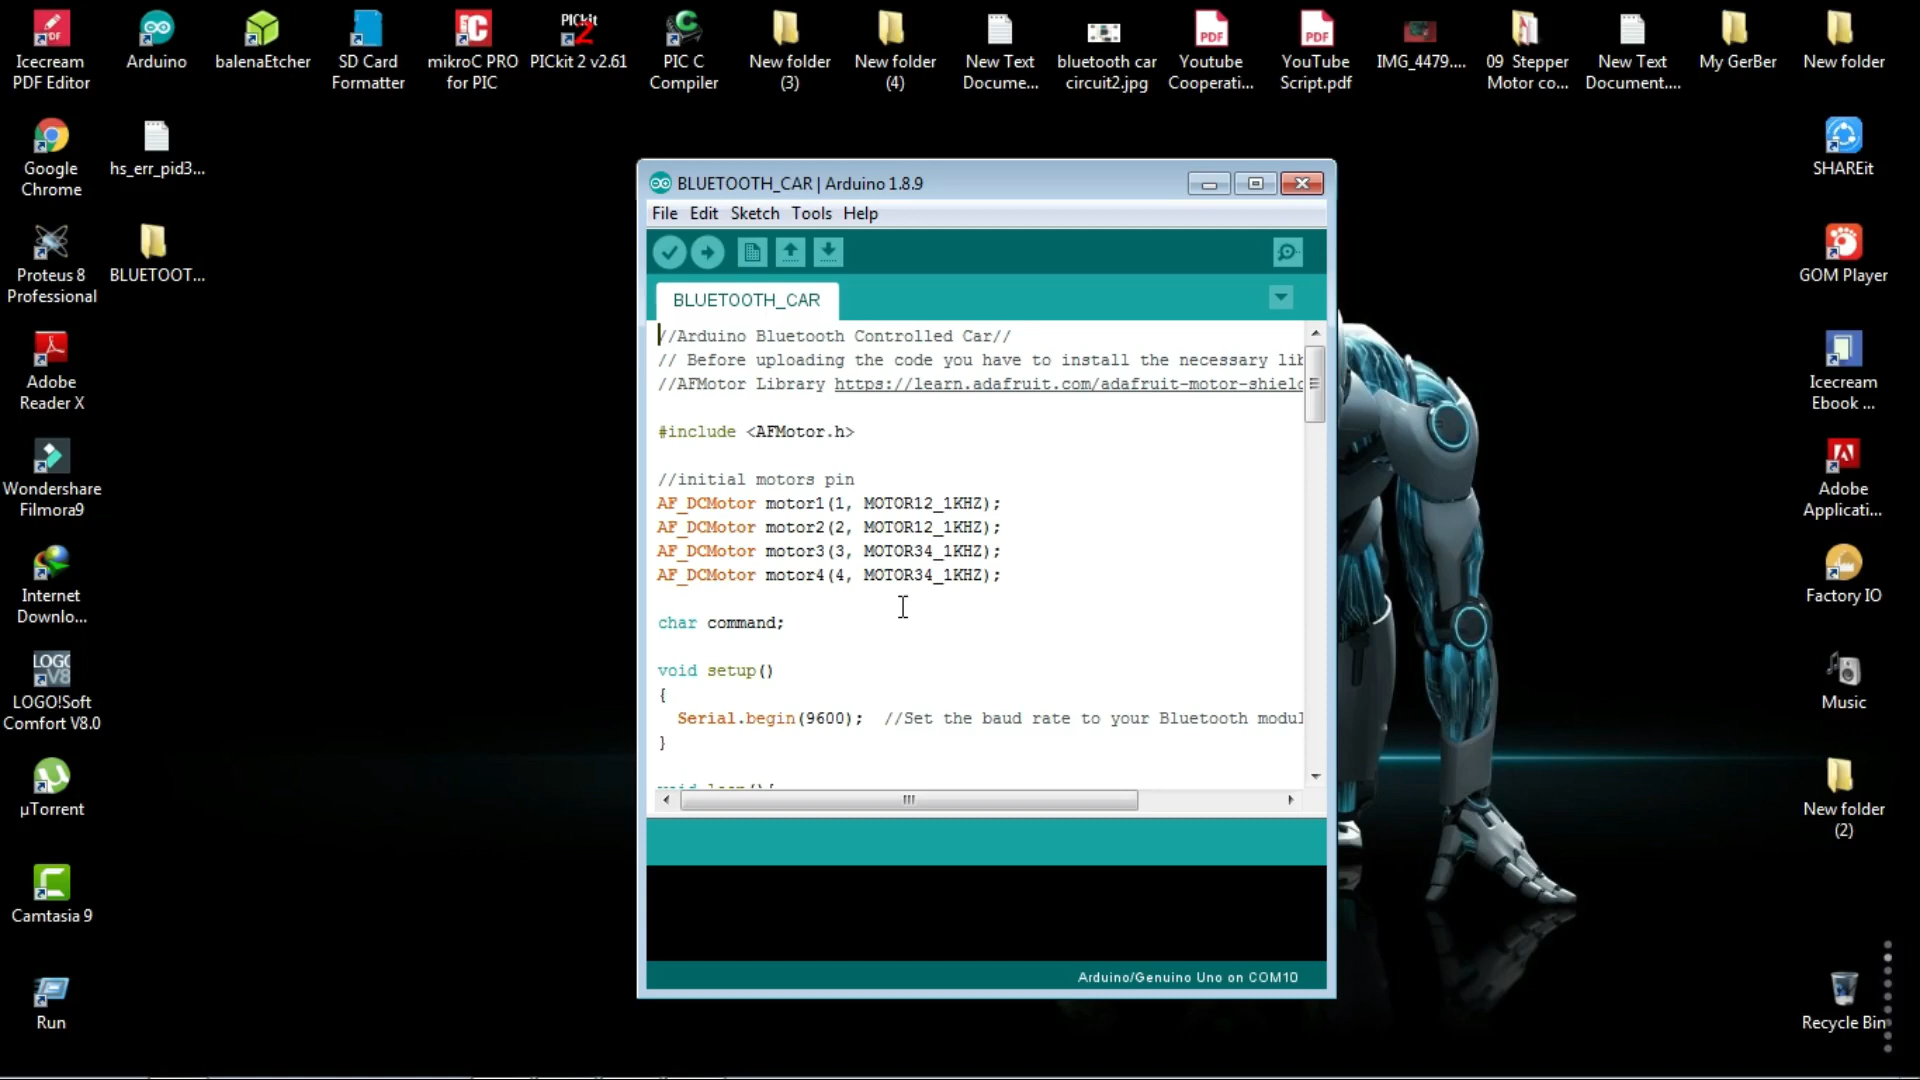 Icecream
PDF Editor
Arduino
balenaEtcher
SD Card
Formatter
mikroC PRO
for PIC
PICkit 2 v2.61
PIC C
Compiler
New folder
(3)
New folder
(4)
New Text
Docume...
bluetooth car
circuit2.jpg
Youtube
Cooperati...
YouTube
Script.pdf
IMG_4479....
09 Stepper
Motor co...
New Text
Document....
My GerBer
New folder
Google
Chrome
hs_err_pid3...
SHAREit
Proteus 8
Professional
BLUETOOT...
GOM Player
Adobe
Reader X
Icecream
Ebook ...
Wondershare
Filmora9
Adobe
Applicati...
Internet
Downlo...
Factory IO
LOGO!Soft
Comfort V8.0
Music
µTorrent
New folder
(2)
Camtasia 9
Run
Recycle Bin
BLUETOOTH_CAR | Arduino 1.8.9
File Edit Sketch Tools Help
BLUETOOTH_CAR
//Arduino Bluetooth Controlled Car//
// Before uploading the code you have to install the necessary lib
//AFMotor Library https://learn.adafruit.com/adafruit-motor-shield
#include <AFMotor.h>
//initial motors pin
AF_DCMotor motor1(1, MOTOR12_1KHZ);
AF_DCMotor motor2(2, MOTOR12_1KHZ);
AF_DCMotor motor3(3, MOTOR34_1KHZ);
AF_DCMotor motor4(4, MOTOR34_1KHZ);
char command;
void setup()
{
Serial.begin(9600); //Set the baud rate to your Bluetooth modul
}
void loop(){
Arduino/Genuino Uno on COM10